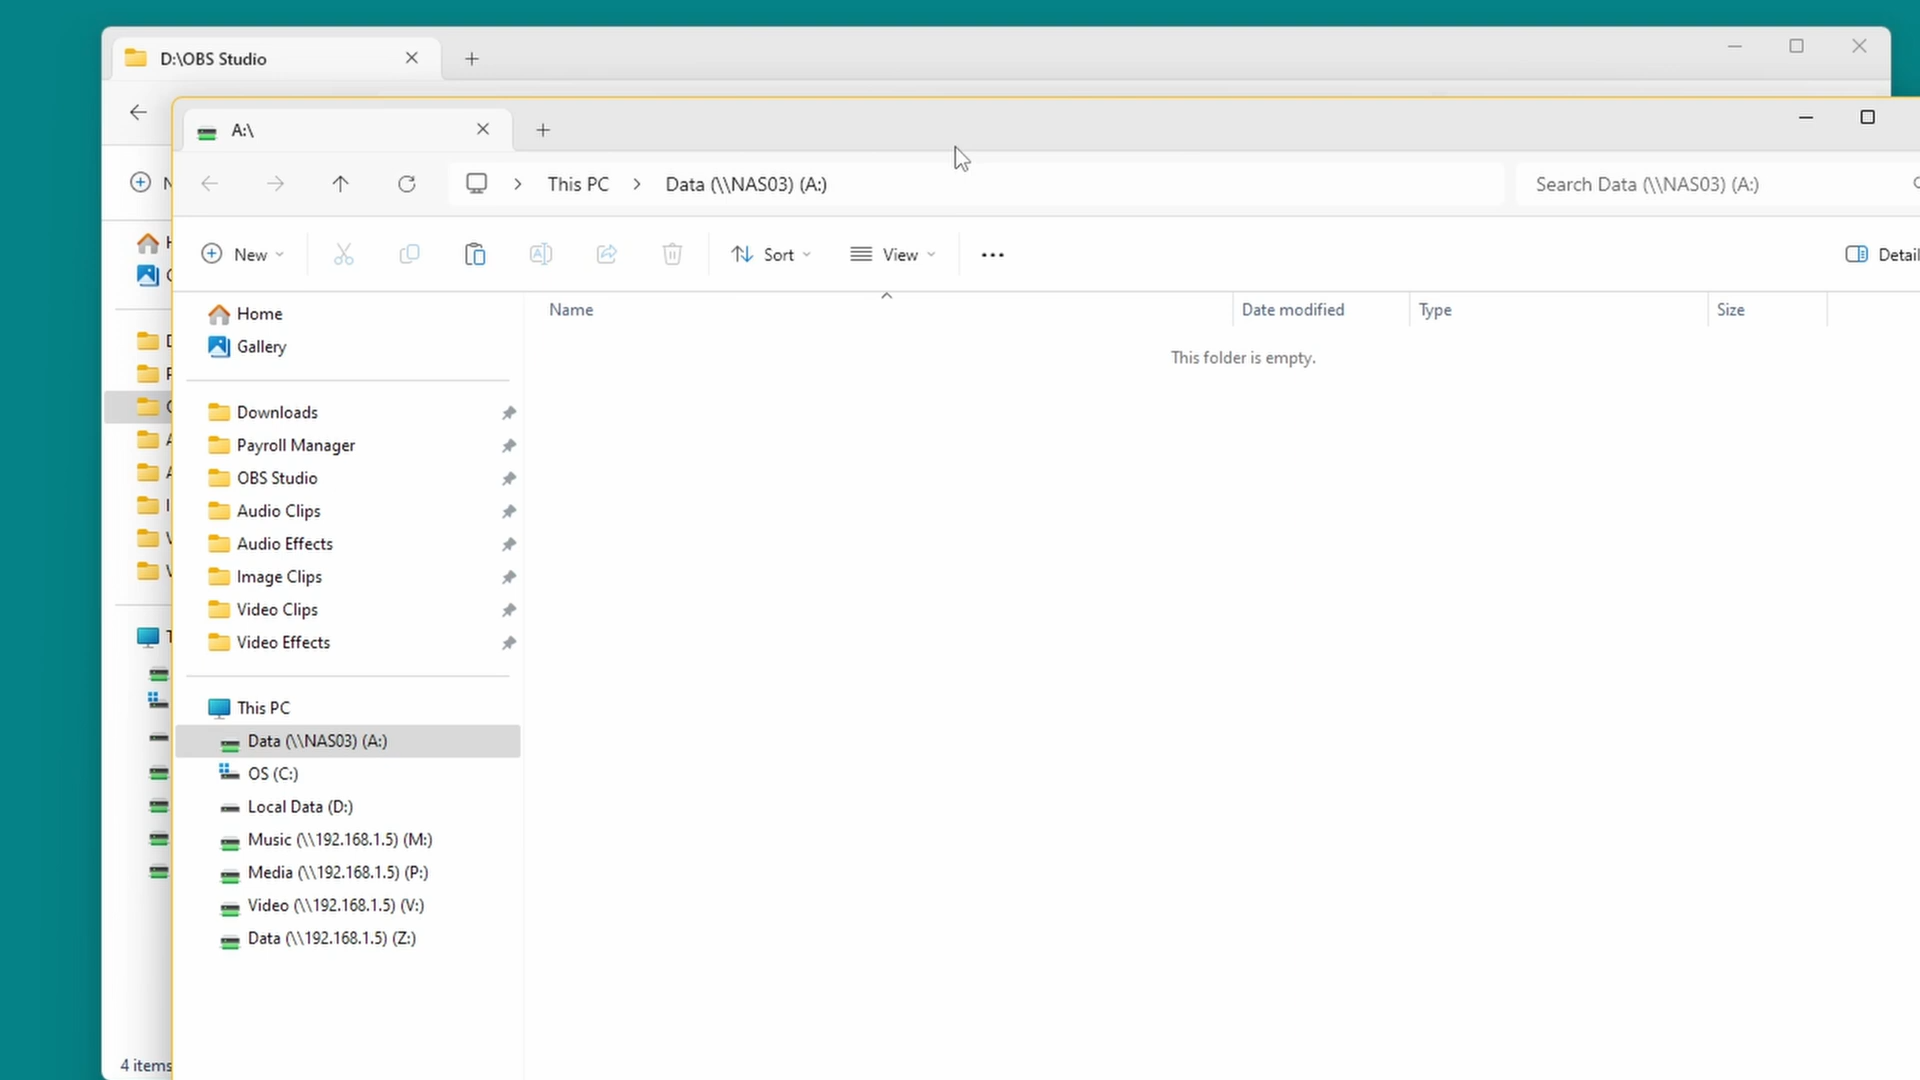 D:\OBS Studio
A:\
This PC
Data (\\NAS03) (A:)
Search Data (\\NAS03) (A:)
New
Sort
View
Detail
Name
Date modified
Type
Size
This folder is empty.
Home
Gallery
Downloads
Payroll Manager
OBS Studio
Audio Clips
Audio Effects
Image Clips
Video Clips
Video Effects
This PC
Data (\\NAS03) (A:)
OS (C:)
Local Data (D:)
Music (\\192.168.1.5) (M:)
Media (\\192.168.1.5) (P:)
Video (\\192.168.1.5) (V:)
Data (\\192.168.1.5) (Z:)
4 items